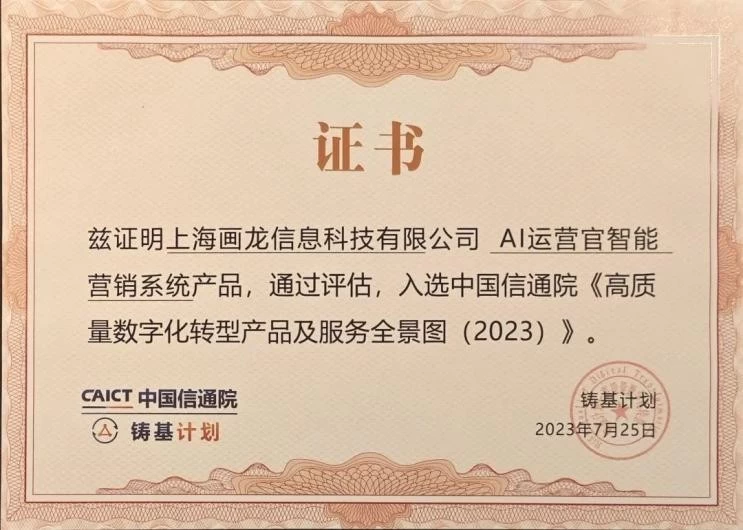 证书
兹证明上海画龙信息科技有限公司 AI运营官智能
营销系统产品，通过评估，入选中国信通院《高质
量数字化转型产品及服务全景图（2023）》。
CAICT 中国信通院
铸基计划
铸基计划
2023年7月25日